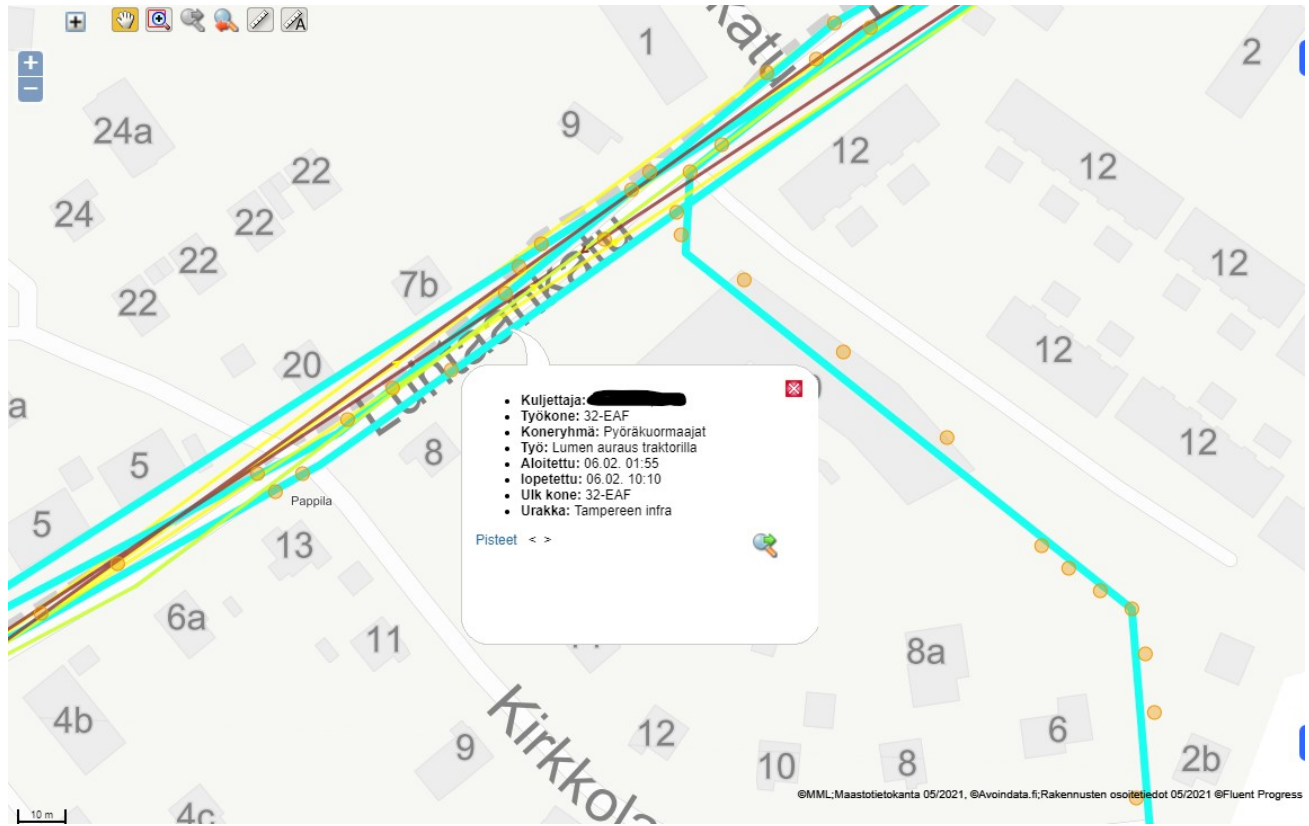 1
2
24a
9
12
12
22
24
22
12
22
7b
22
12
20
a
5
8
12
Pappila
5
13
6a
11
8a
4b
9
12
6
10
8
2b
4c
Kirkkola
katu
• Kuljettaja:
• Työkone: 32-EAF
• Koneryhmä: Pyöräkuormaajat
• Työ: Lumen auraus traktorilla
• Aloitettu: 06.02. 01:55
• lopetettu: 06.02. 10:10
• Ulk kone: 32-EAF
• Urakka: Tampereen infra
Pisteet < >
10 m
©MML;Maastotietokanta 05/2021, ©Avoindata.fi;Rakennusten osoitetiedot 05/2021 ©Fluent Progress